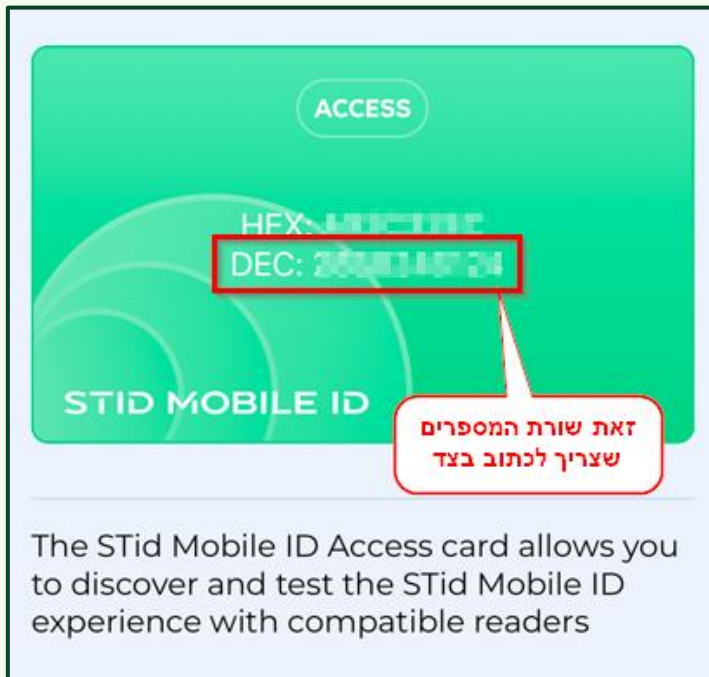 ACCESS
HEX:
DEC:
STID MOBILE ID
זאת שורת המספרים
שצריך לכתוב בצד
The STid Mobile ID Access card allows you
to discover and test the STid Mobile ID
experience with compatible readers